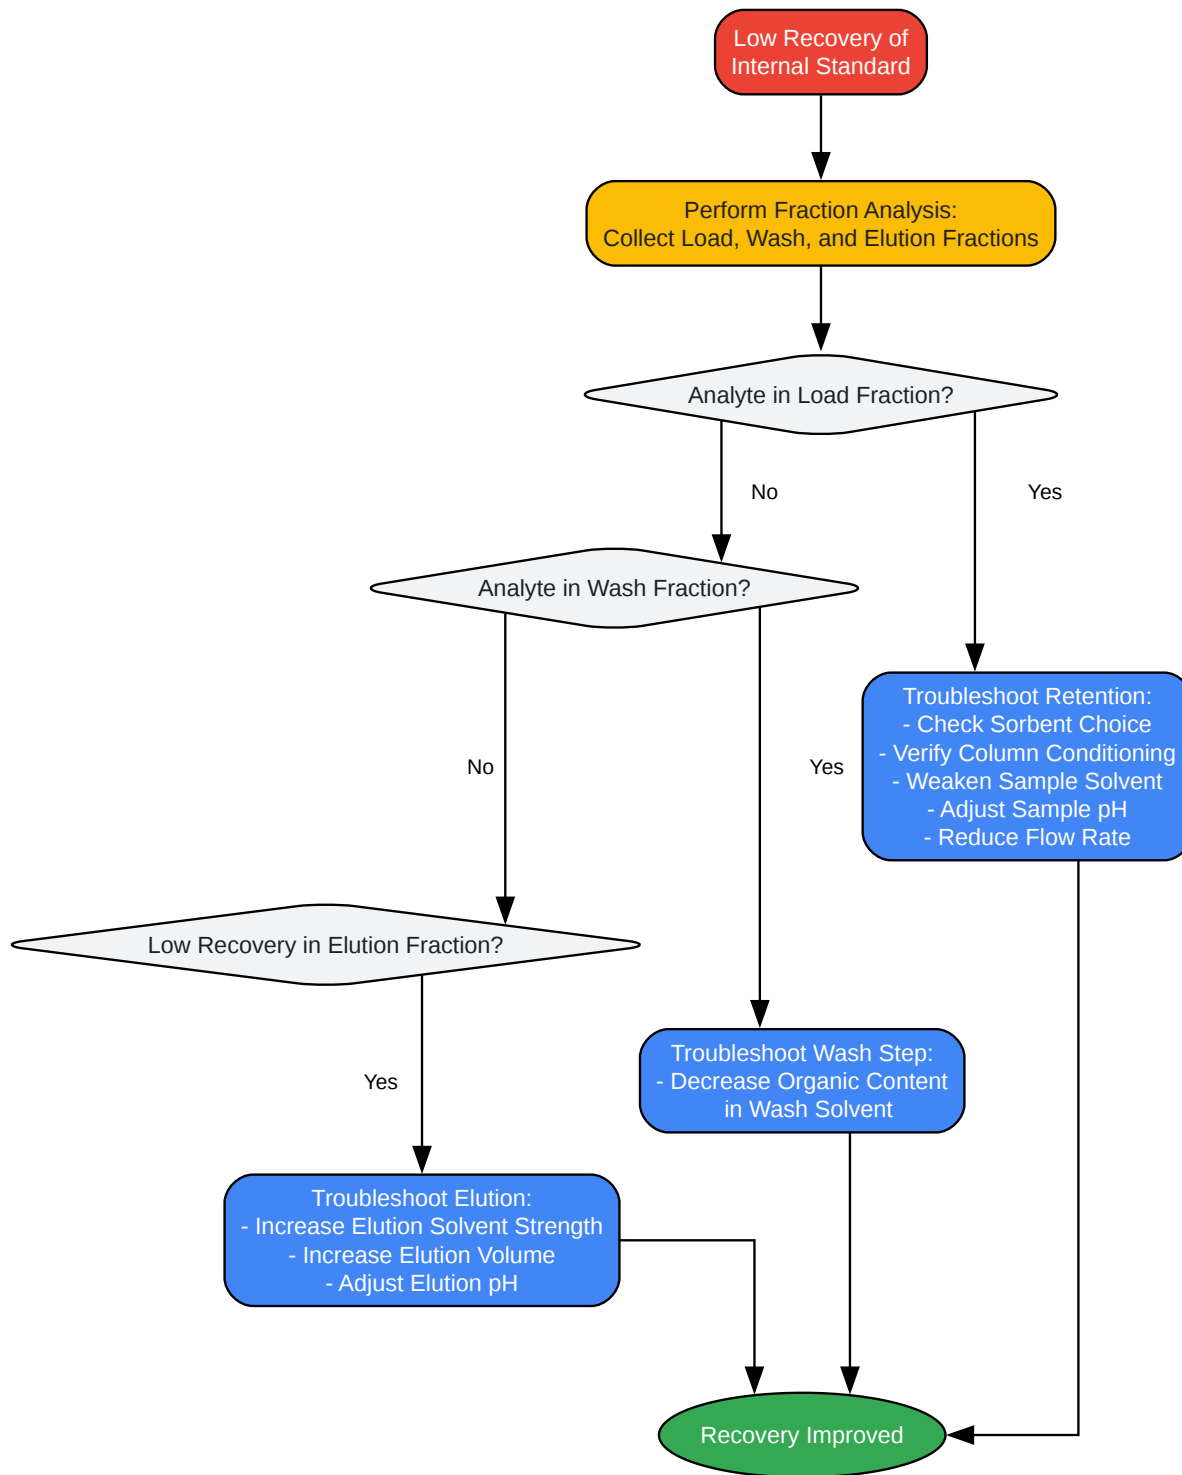 Low Recovery of
Internal Standard
Perform Fraction Analysis:
Collect Load, Wash, and Elution Fractions
Analyte in Load Fraction?
No
Yes
Analyte in Wash Fraction?
Troubleshoot Retention:
- Check Sorbent Choice
- Verify Column Conditioning
- Weaken Sample Solvent
- Adjust Sample pH
- Reduce Flow Rate
No
Yes
Low Recovery in Elution Fraction?
Troubleshoot Wash Step:
- Decrease Organic Content
in Wash Solvent
Yes
Troubleshoot Elution:
- Increase Elution Solvent Strength
- Increase Elution Volume
- Adjust Elution pH
Recovery Improved